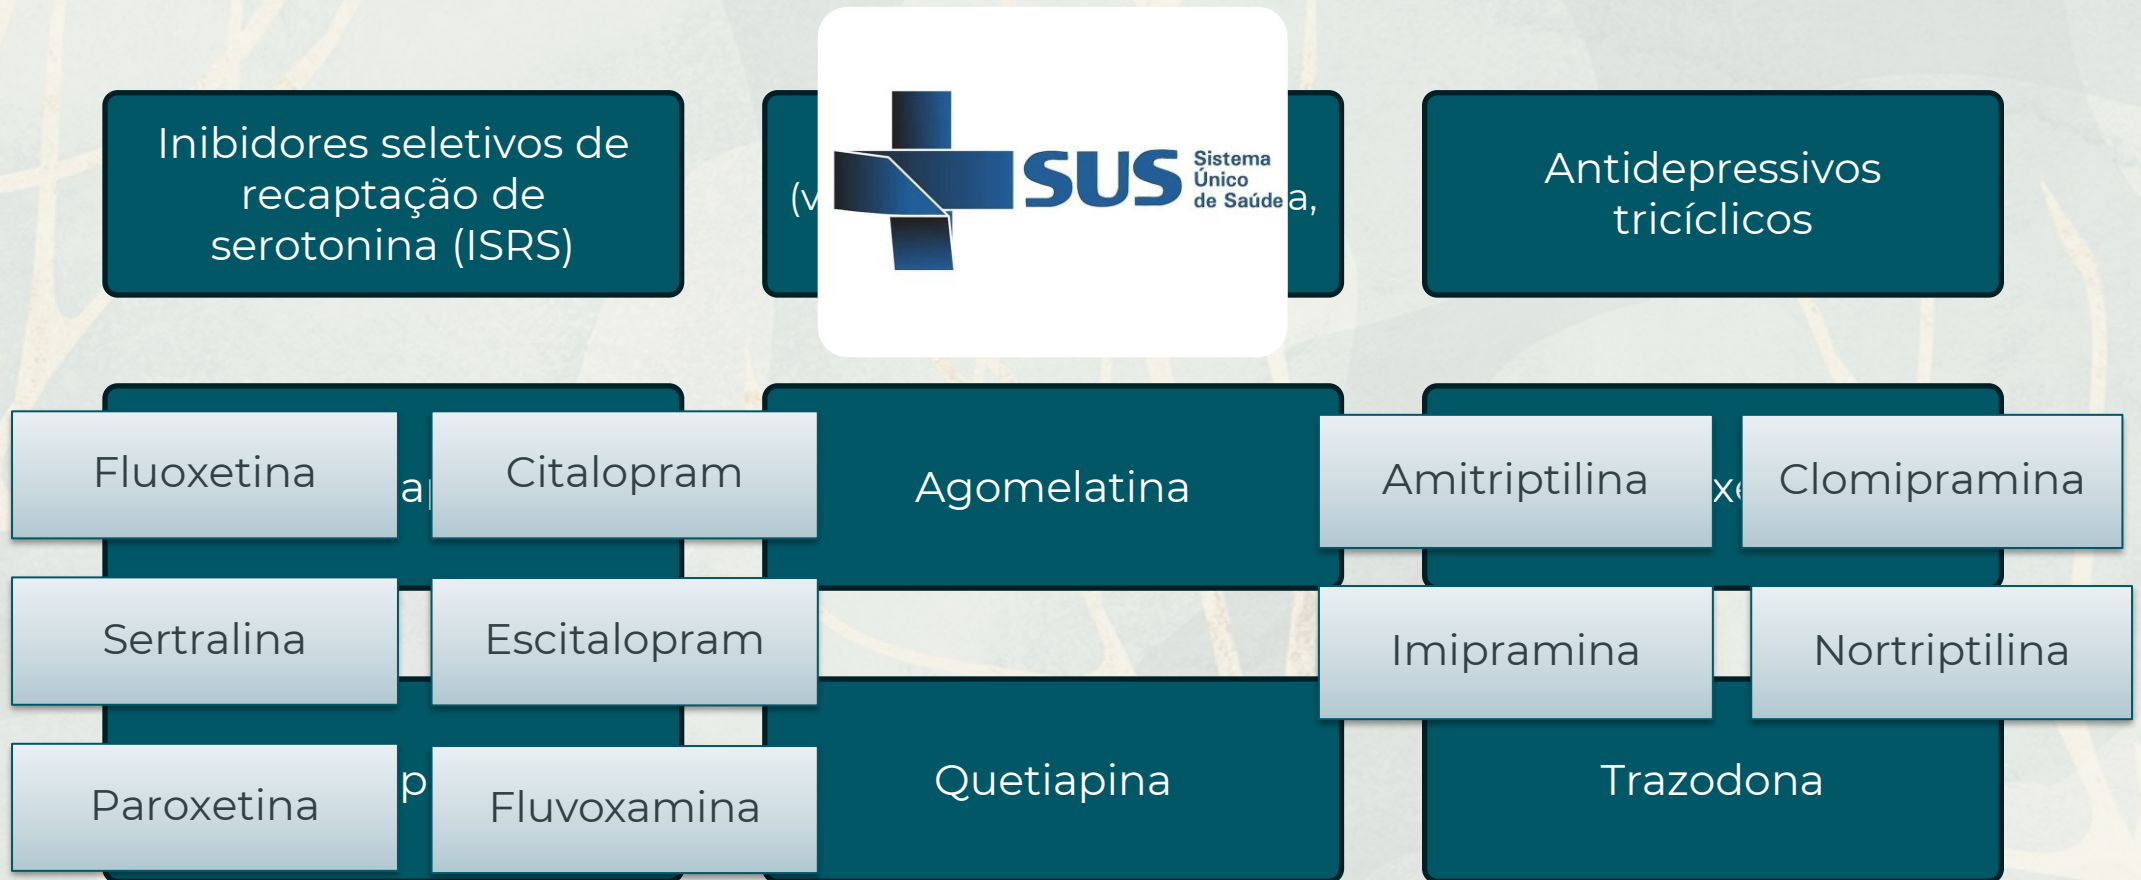 Inibidores seletivos de
recaptação de
serotonina (ISRS)
SUS
Sistema
Único
de Saúde
Antidepressivos
tricíclicos
Fluoxetina
Citalopram
Agomelatina
Amitriptilina
Clomipramina
Sertralina
Escitalopram
Imipramina
Nortriptilina
Paroxetina
Fluvoxamina
Quetiapina
Trazodona